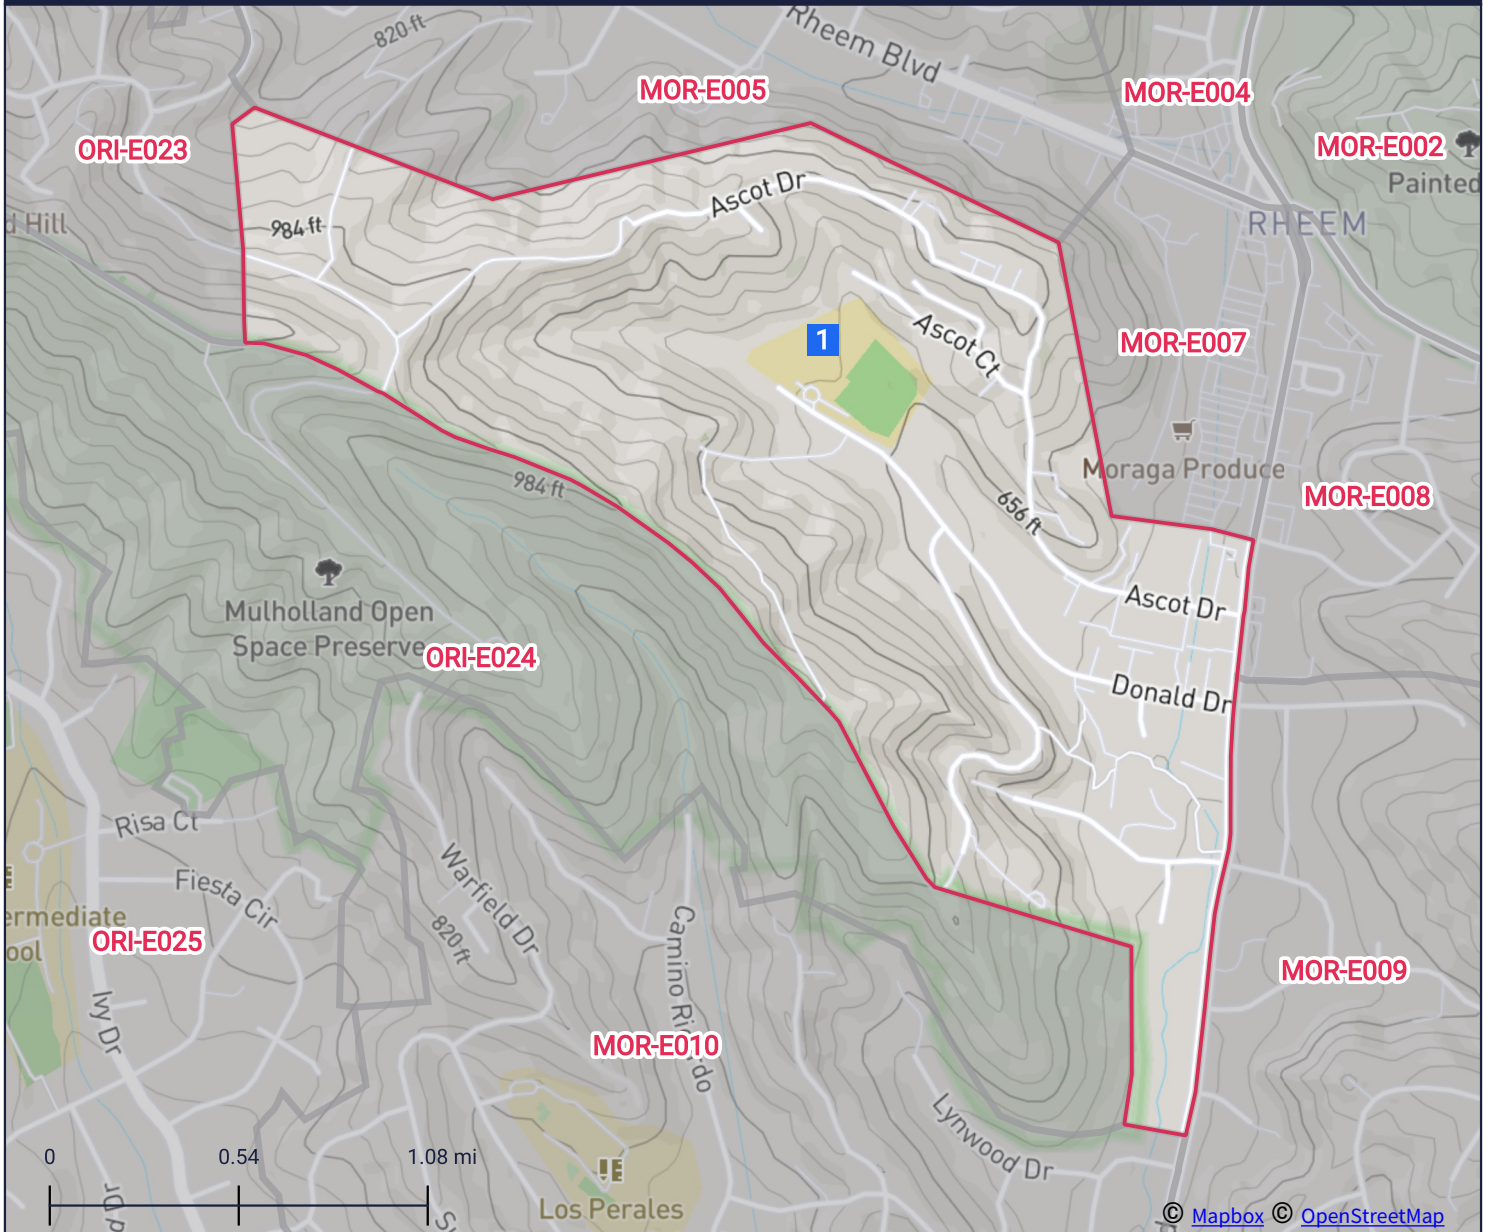 820 ft
Rheem Blvd
MOR-E005
MOR-E004
ORI-E023
MOR-E002
Painted
Ascot Dr
d Hill
984 ft
RHEEM
1
Ascot Ct
MOR-E007
Moraga Produce
984 ft
656 ft
MOR-E008
Mulholland Open
Space Preserve
Ascot Dr
ORI-E024
Donald Dr
Risa Ct
Warfield Dr
Fiesta Cir
ermediate
ool
ORI-E025
820 ft
Camino Ricardo
MOR-E009
Ivy Dr
MOR-E010
Lynwood Dr
0 0.54 1.08 mi
Los Perales
© Mapbox © OpenStreetMap